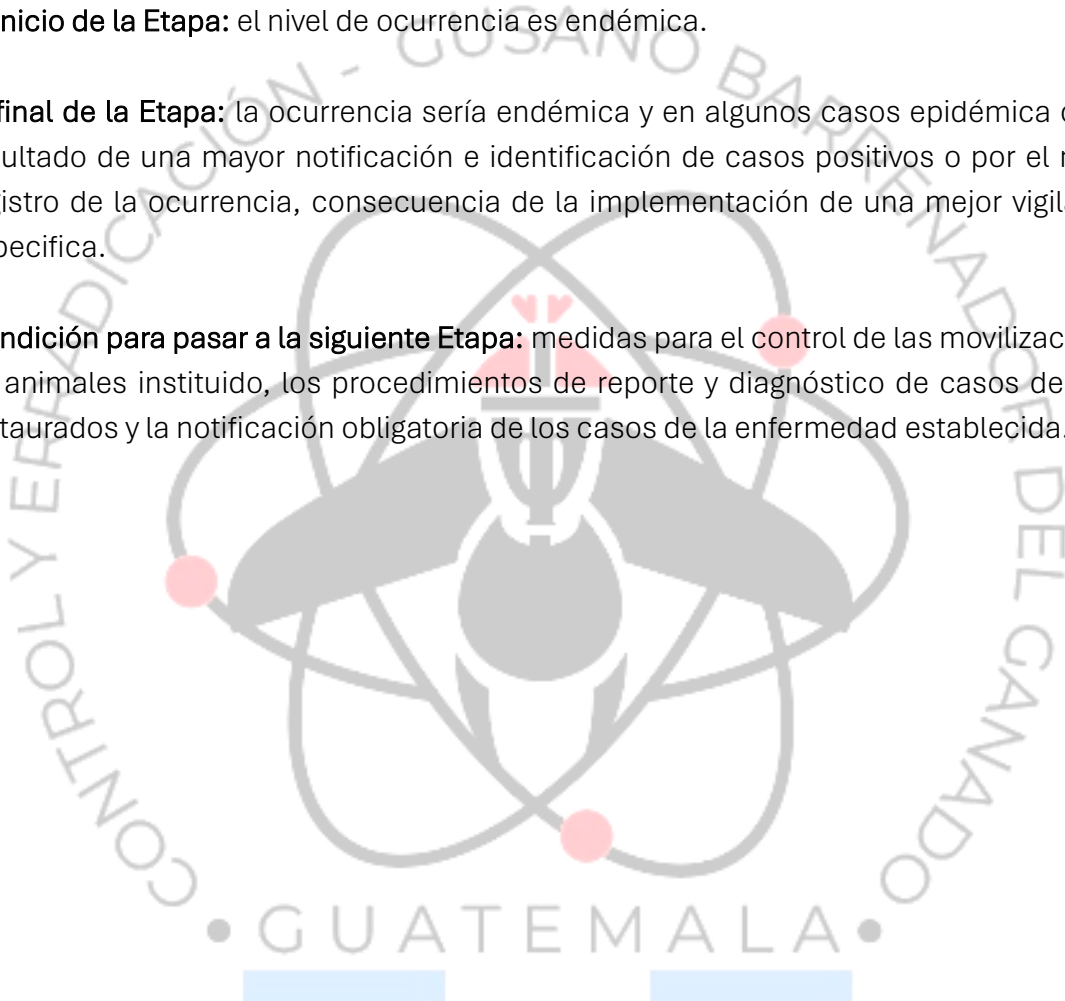 nicio de la Etapa: el nivel de ocurrencia es endémica.
final de la Etapa: la ocurrencia sería endémica y en algunos casos epidémica
ultado de una mayor notificación e identificación de casos positivos o por el
istro de la ocurrencia, consecuencia de la implementación de una mejor vigil
pecifica.
ndición para pasar a la siguiente Etapa: medidas para el control de las movilizac
animales instituido, los procedimientos de reporte y diagnóstico de casos de
taurados y la notificación obligatoria de los casos de la enfermedad establecida.
CONTROL Y ERRADICACIÓN - GUSANO BARRENADOR DEL GANADO
• GUATEMALA •